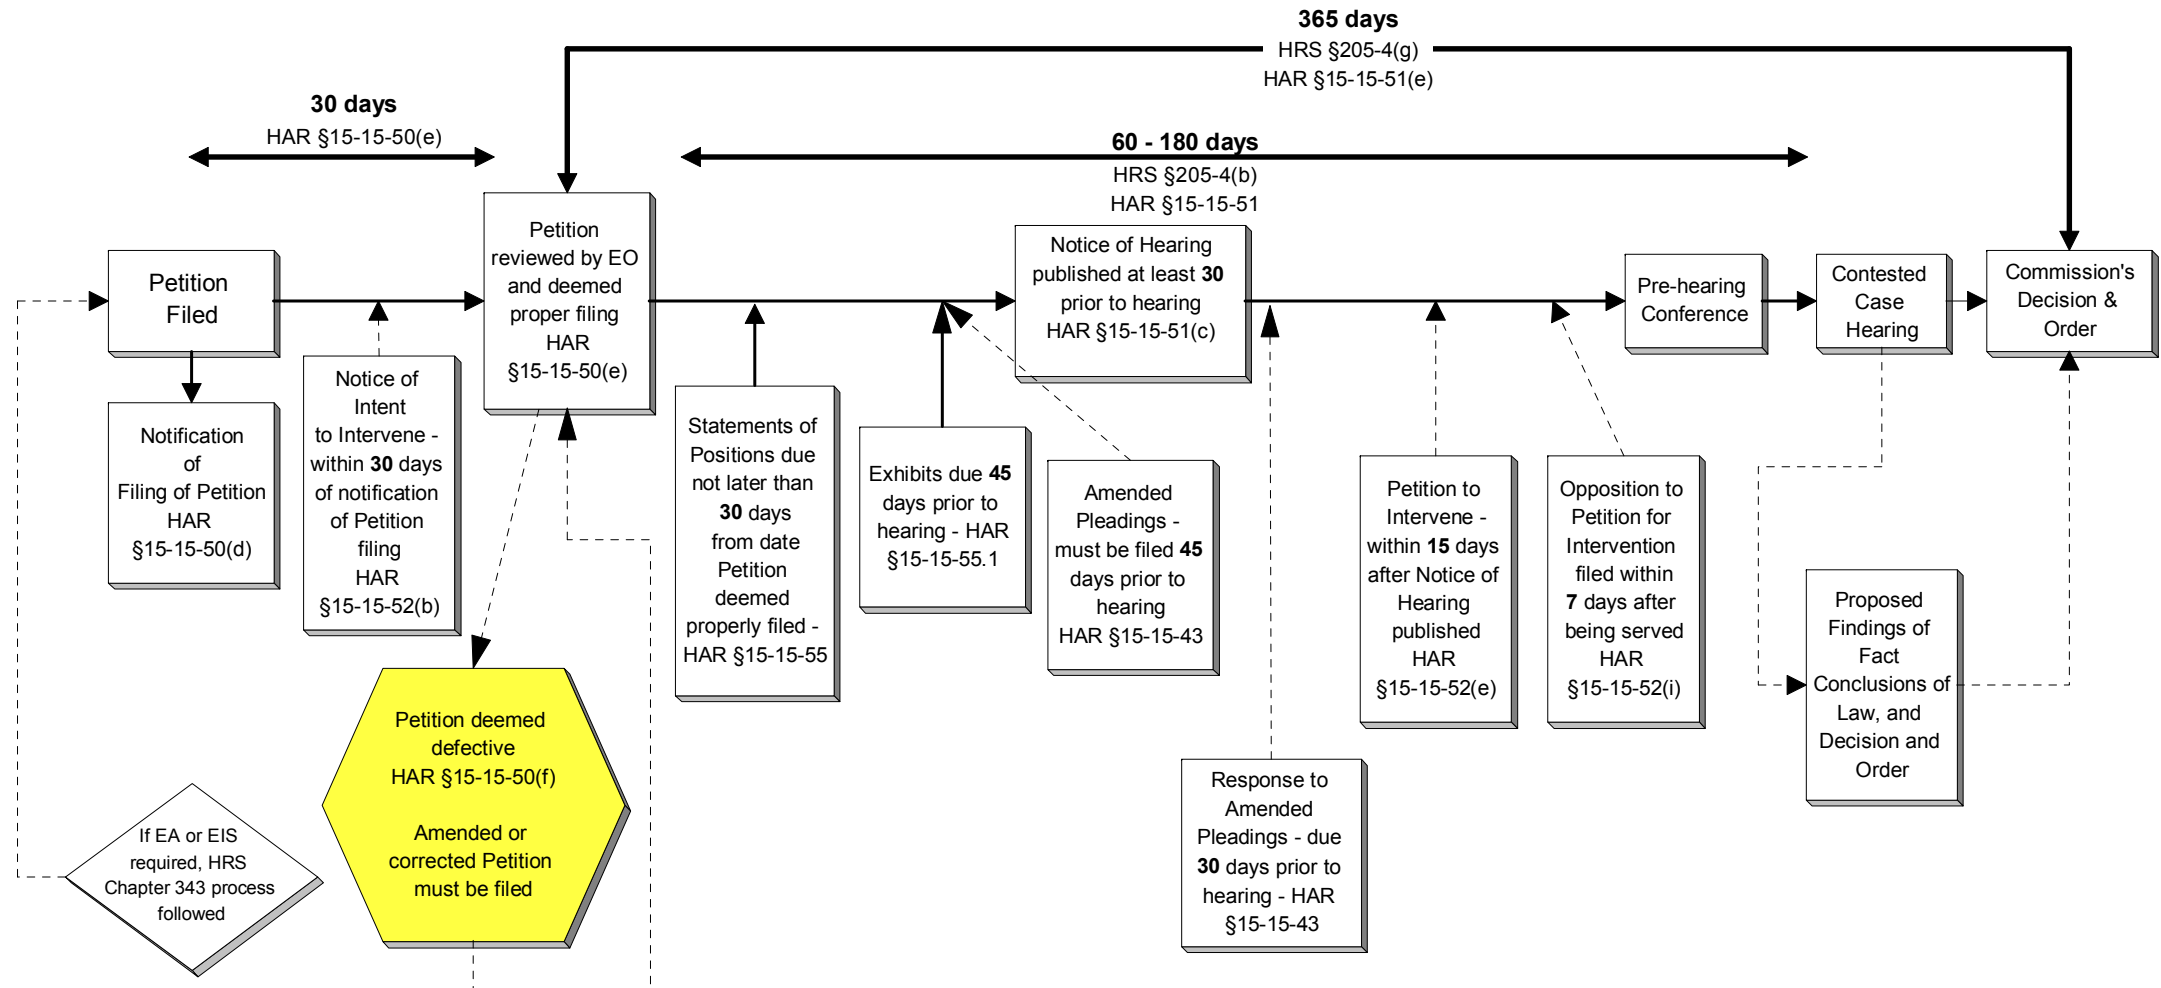 365 days
HRS §205-4(g)
HAR §15-15-51(e)
30 days
HAR §15-15-50(e)
60 - 180 days
HRS §205-4(b)
HAR §15-15-51
Petition
Filed
Notification
of
Filing of Petition
HAR
§15-15-50(d)
Notice of
Intent
to Intervene -
within 30 days
of notification
of Petition
filing
HAR
§15-15-52(b)
Petition
reviewed by EO
and deemed
proper filing
HAR
§15-15-50(e)
Statements of
Positions due
not later than
30 days
from date
Petition
deemed
properly filed -
HAR §15-15-55
Exhibits due 45
days prior to
hearing - HAR
§15-15-55.1
Notice of Hearing
published at least 30
prior to hearing
HAR §15-15-51(c)
Amended
Pleadings -
must be filed 45
days prior to
hearing
HAR §15-15-43
Response to
Amended
Pleadings - due
30 days prior to
hearing - HAR
§15-15-43
Petition to
Intervene -
within 15 days
after Notice of
Hearing
published
HAR
§15-15-52(e)
Opposition to
Petition for
Intervention
filed within
7 days after
being served
HAR
§15-15-52(i)
Pre-hearing
Conference
Contested
Case
Hearing
Commission's
Decision &
Order
Proposed
Findings of
Fact
Conclusions of
Law, and
Decision and
Order
Petition deemed
defective
HAR §15-15-50(f)
Amended or
corrected Petition
must be filed
If EA or EIS
required, HRS
Chapter 343 process
followed